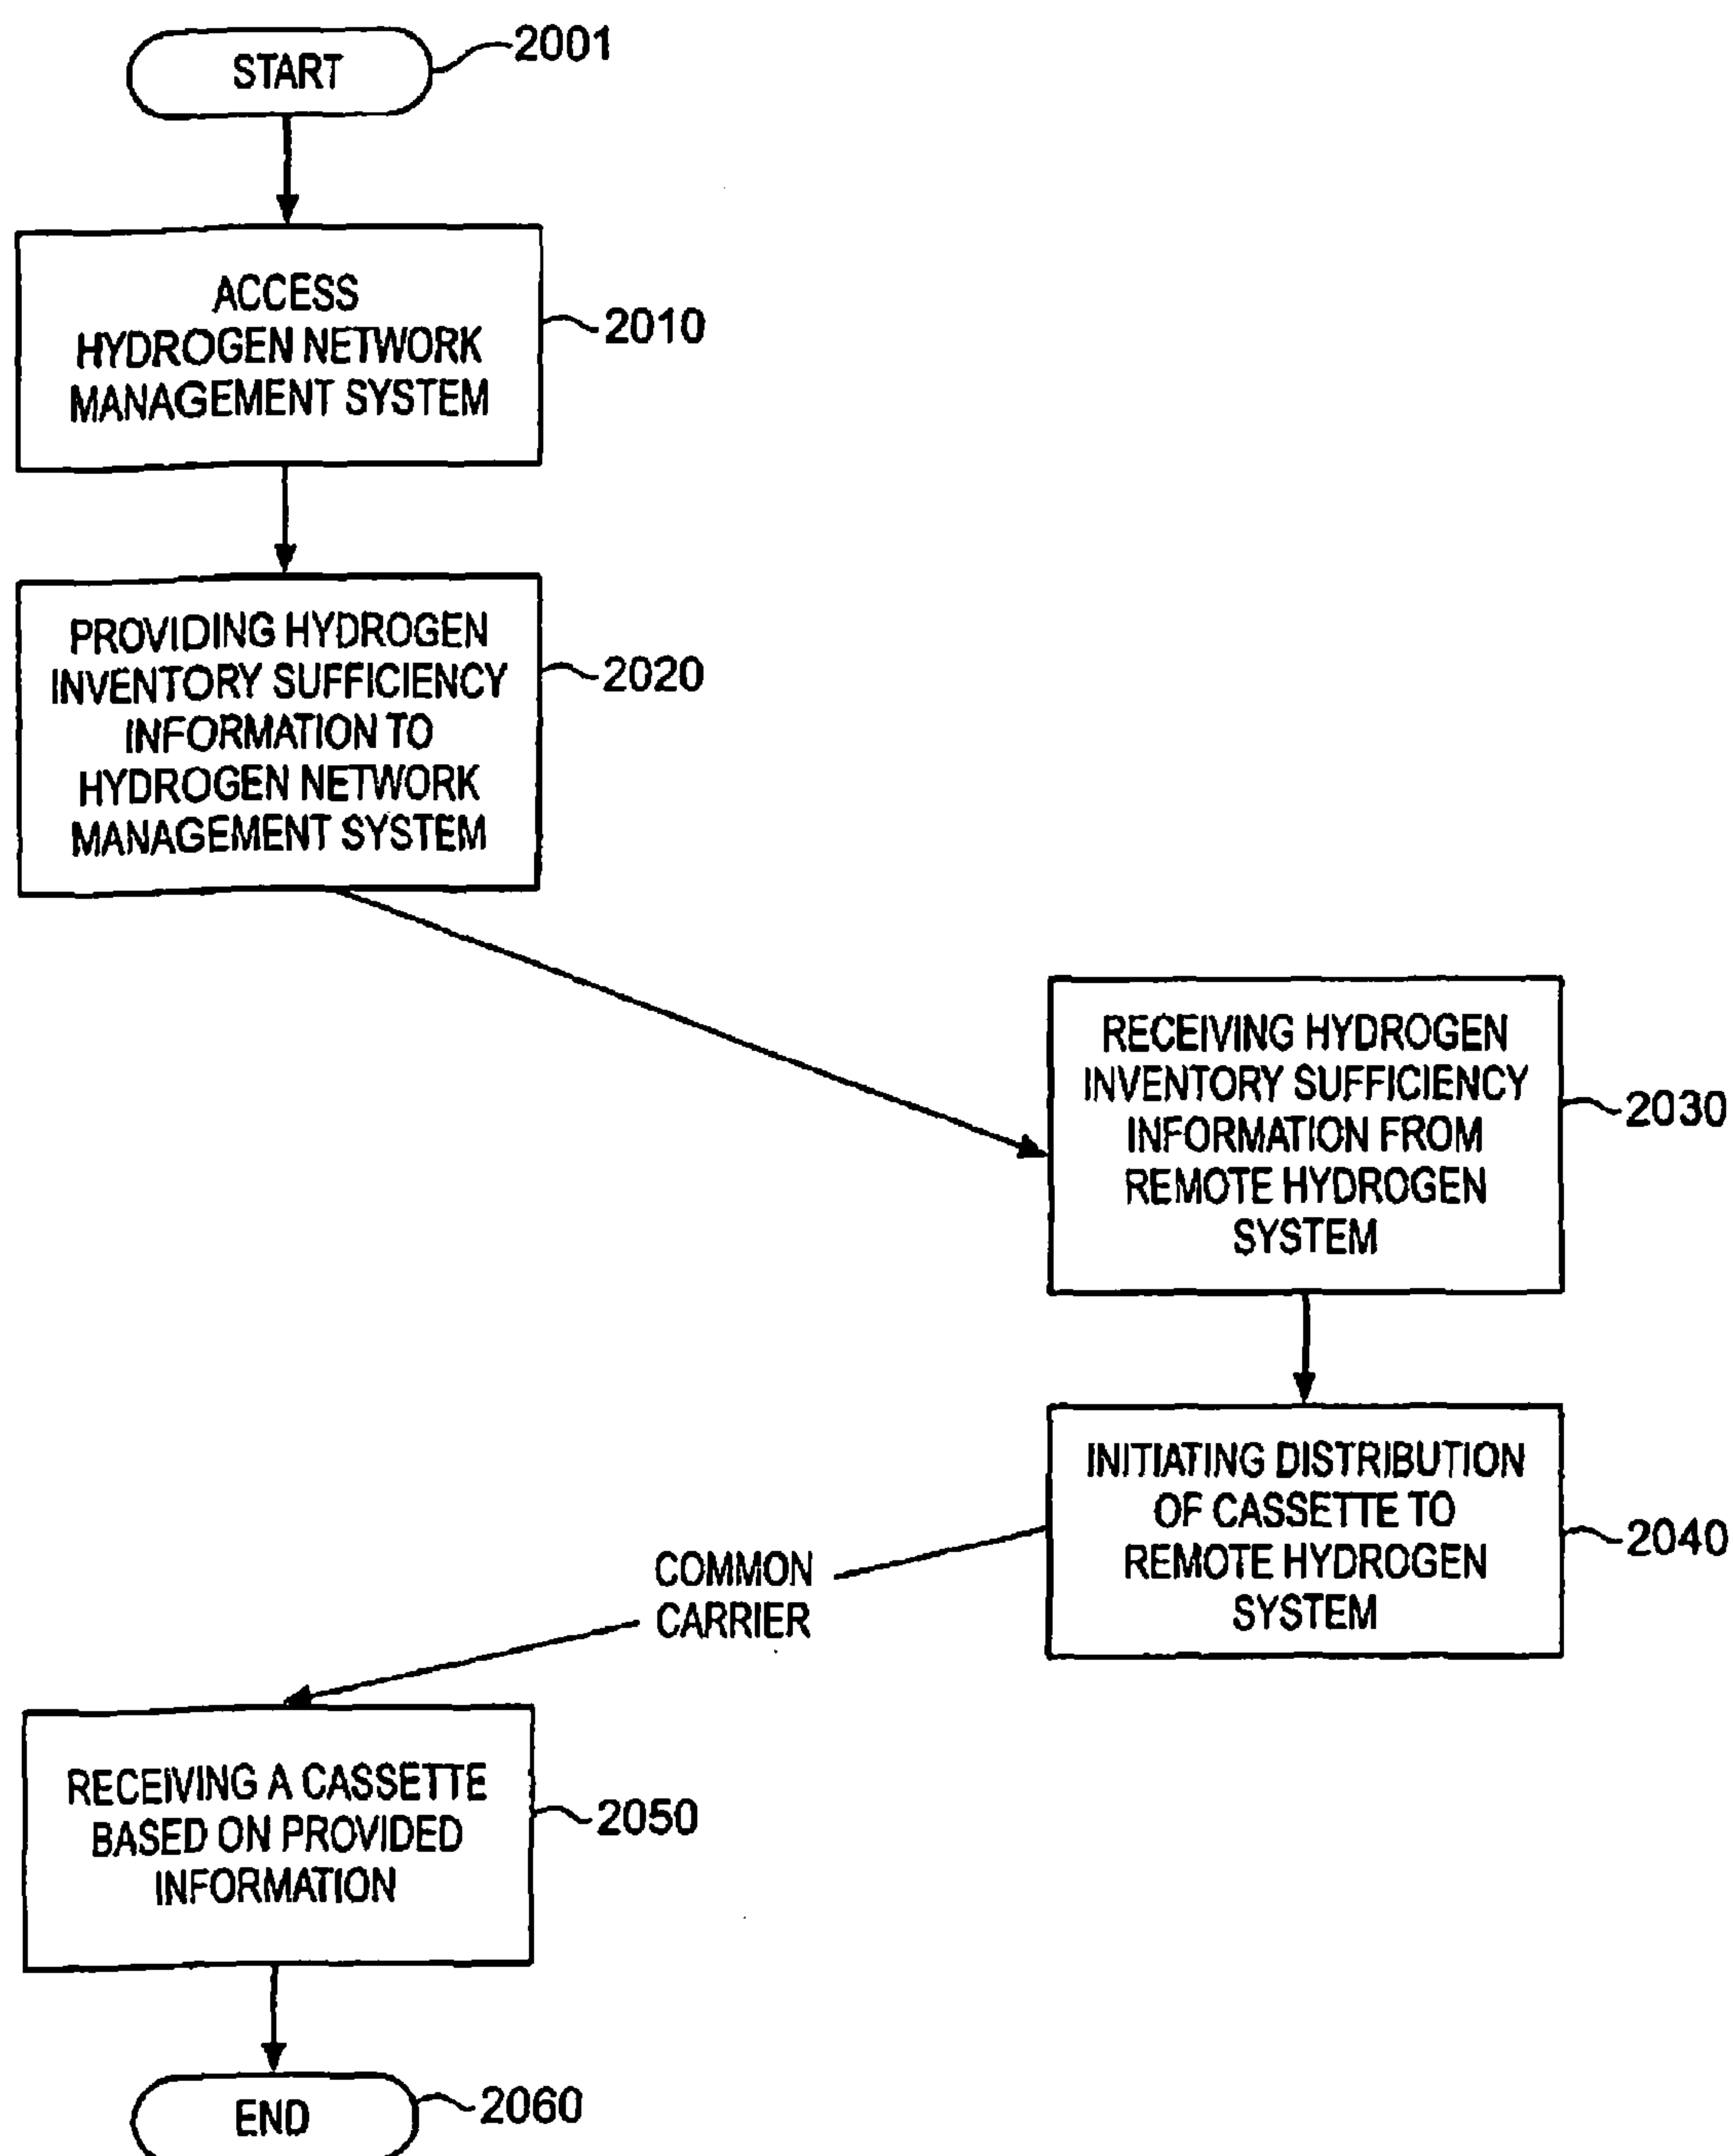 START
2001
ACCESS
HYDROGEN NETWORK
MANAGEMENT SYSTEM
2010
PROVIDING HYDROGEN
INVENTORY SUFFICIENCY
INFORMATION TO
HYDROGEN NETWORK
MANAGEMENT SYSTEM
2020
RECEIVING HYDROGEN
INVENTORY SUFFICIENCY
INFORMATION FROM
REMOTE HYDROGEN
SYSTEM
2030
INITIATING DISTRIBUTION
OF CASSETTE TO
REMOTE HYDROGEN
SYSTEM
2040
COMMON
CARRIER
RECEIVING A CASSETTE
BASED ON PROVIDED
INFORMATION
2050
END
2060